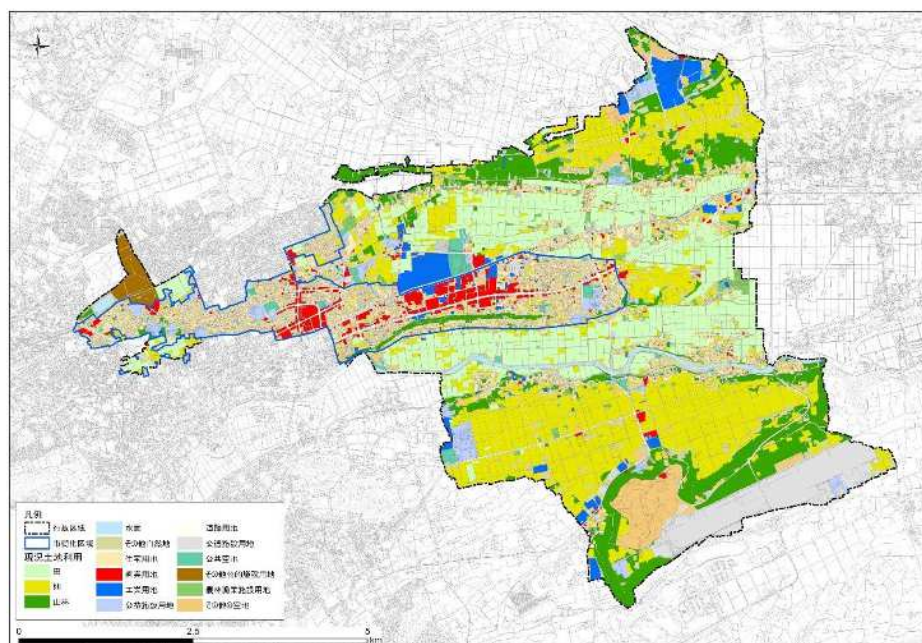 凡例
行政区域
市街化区域
現況土地利用
田
畑
山林
水面
その他自然地
住宅用地
商業用地
工業用地
公益施設用地
道路用地
交通施設用地
公共空地
その他公的施設用地
農林漁業施設用地
その他の空地
0 2.5 5
km